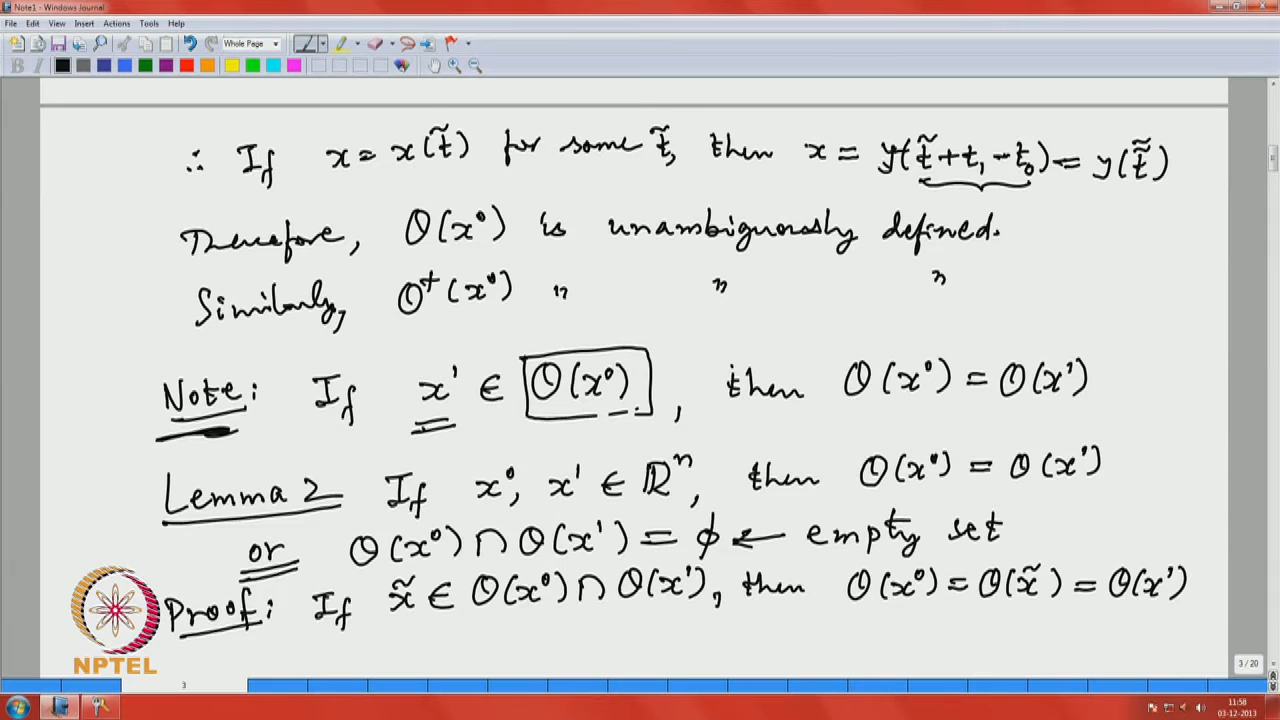 Note1 - Windows Journal
File Edit View Insert Actions Tools Help
Whole Page
B I
∴ If x = x(t̃) for some t̃, then x = y(t̃ + t₁ - t₀) = y(t̃̃)
Therefore, O(x⁰) is unambiguously defined.
Similarly, O⁺(x⁰) " " "
Note: If x' ∈ O(x⁰), then O(x⁰) = O(x')
Lemma 2 If x⁰, x' ∈ ℝⁿ, then O(x⁰) = O(x')
or O(x⁰) ∩ O(x') = ϕ ← empty set
Proof: If x̃ ∈ O(x⁰) ∩ O(x'), then O(x⁰) = O(x̃) = O(x')
NPTEL
3 / 20
3
11:58
03-12-2013